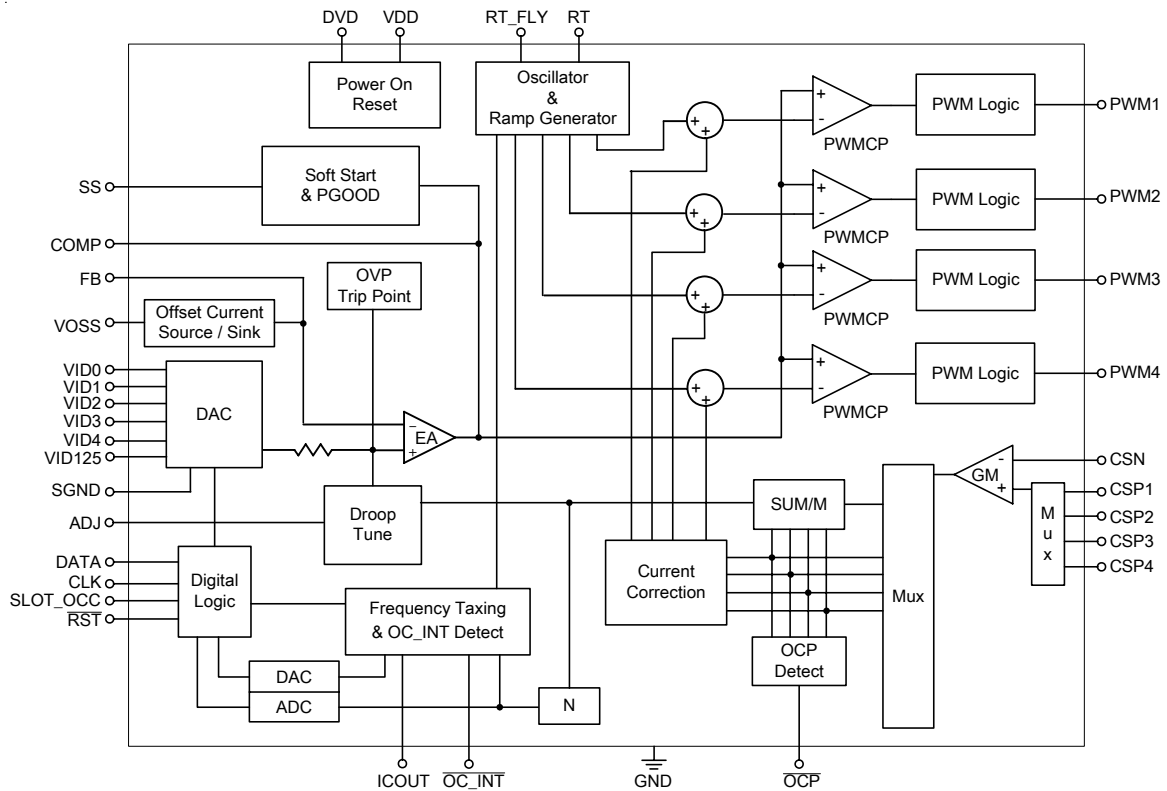 DVD VDD RT_FLY RT
Power On
Reset
Oscillator
&
Ramp Generator
+
+
+
-
PWMCP
PWM Logic
PWM1
SS
Soft Start
& PGOOD
+
+
+
-
PWMCP
PWM Logic
PWM2
COMP
FB
OVP
Trip Point
+
+
+
-
PWMCP
PWM Logic
PWM3
VOSS
Offset Current
Source / Sink
+
+
+
-
PWMCP
PWM Logic
PWM4
VID0
VID1
VID2
VID3
VID4
VID125
DAC
−
EA
+
SGND
ADJ
Droop
Tune
SUM/M
GM
-
+
CSN
CSP1
CSP2
CSP3
CSP4
M
u
x
DATA
CLK
SLOT_OCC
RST
Digital
Logic
Frequency Taxing
& OC_INT Detect
Current
Correction
Mux
OCP
Detect
DAC
ADC
N
ICOUT OC_INT GND OCP